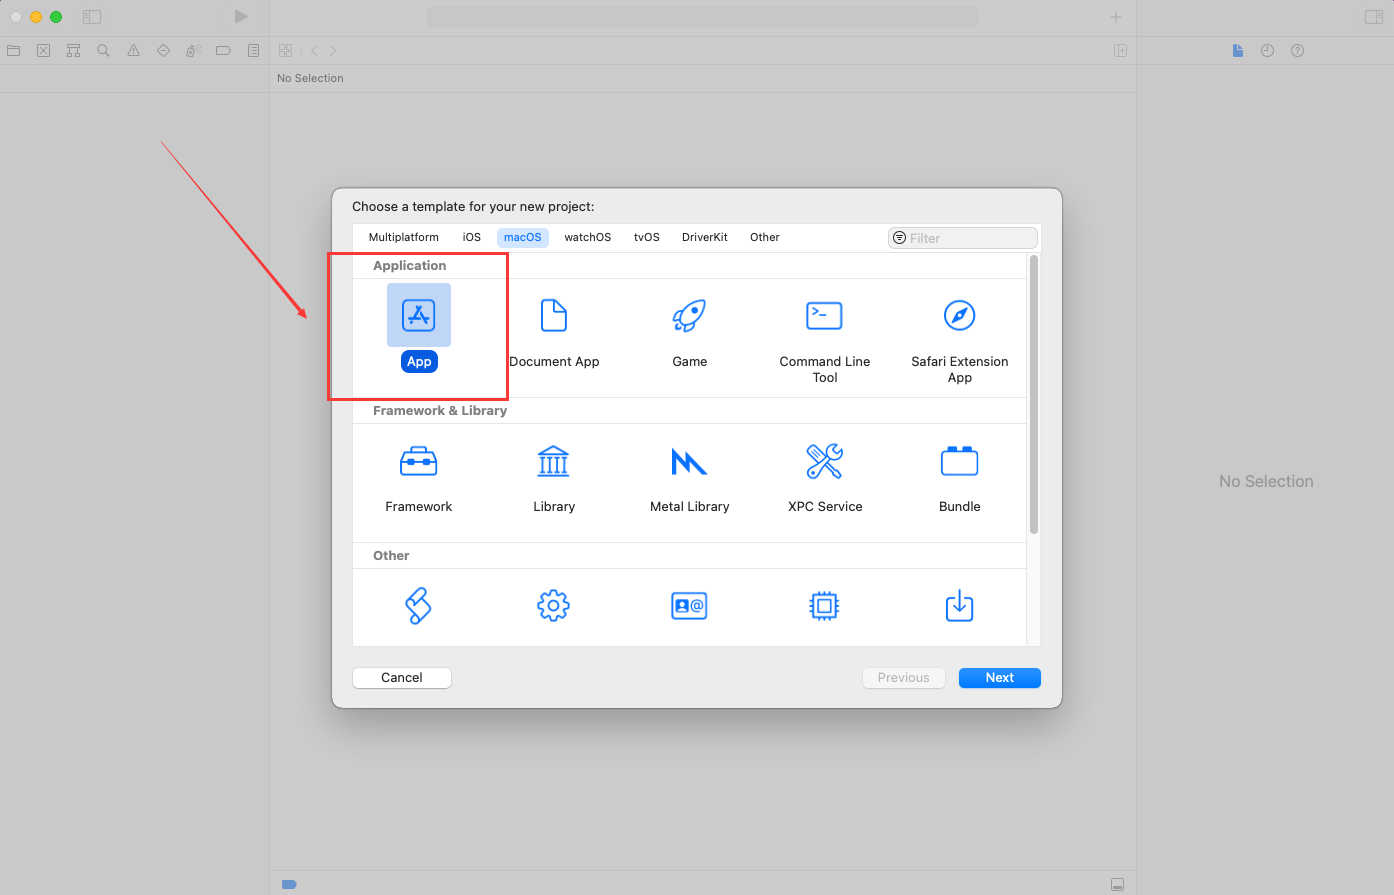 No Selection
Choose a template for your new project:
Multiplatform iOS macOS watchOS tvOS DriverKit Other
Filter
Application
App Document App Game Command Line Tool Safari Extension App
Framework & Library
Framework Library Metal Library XPC Service Bundle
No Selection
Other
Cancel Previous Next